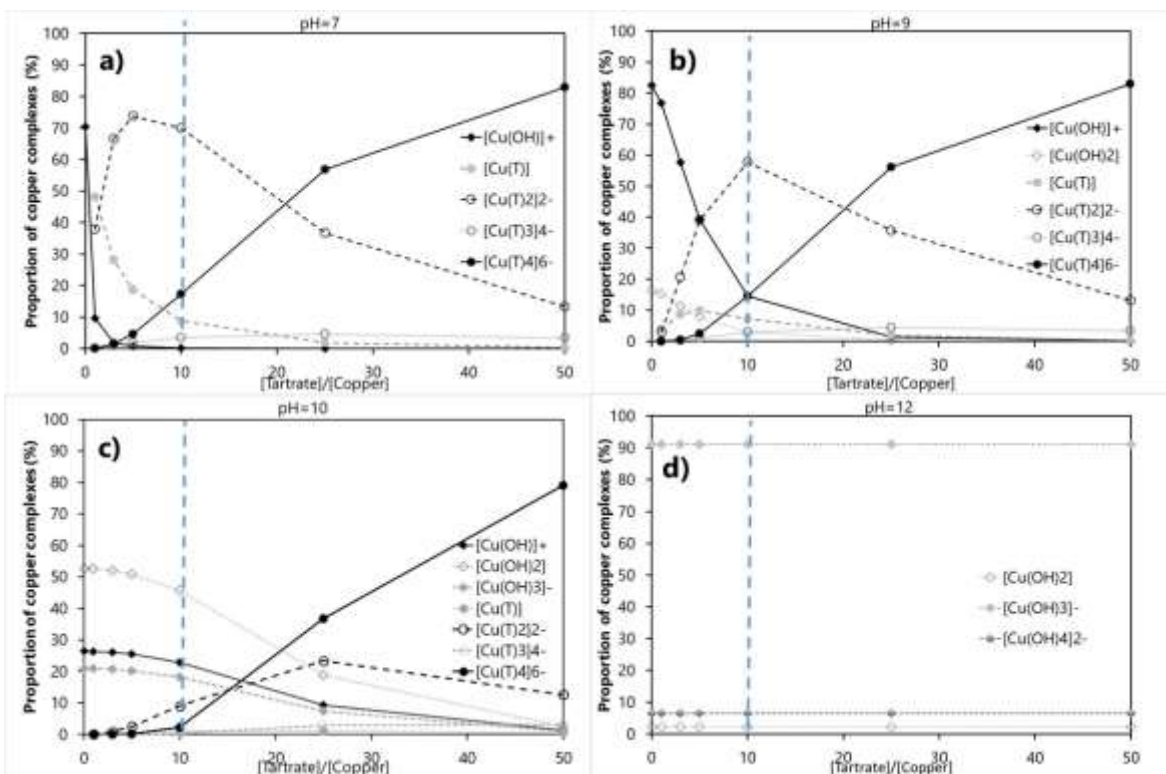 pH=7
a)
Proportion of copper complexes (%)
100
90
80
70
60
50
40
30
20
10
0
[Cu(OH)]+
[Cu(T)]
[Cu(T)2]2-
[Cu(T)3]4-
[Cu(T)4]6-
0 10 20 30 40 50
[Tartrate]/[Copper]
pH=9
b)
Proportion of copper complexes (%)
100
90
80
70
60
50
40
30
20
10
0
[Cu(OH)]+
[Cu(OH)2]
[Cu(T)]
[Cu(T)2]2-
[Cu(T)3]4-
[Cu(T)4]6-
0 10 20 30 40 50
[Tartrate]/[Copper]
pH=10
c)
Proportion of copper complexes (%)
100
90
80
70
60
50
40
30
20
10
0
[Cu(OH)]+
[Cu(OH)2]
[Cu(OH)3]-
[Cu(T)]
[Cu(T)2]2-
[Cu(T)3]4-
[Cu(T)4]6-
0 10 20 30 40 50
[Tartrate]/[Copper]
pH=12
d)
Proportion of copper complexes (%)
100
90
80
70
60
50
40
30
20
10
0
[Cu(OH)2]
[Cu(OH)3]-
[Cu(OH)4]2-
0 10 20 30 40 50
[Tartrate]/[Copper]